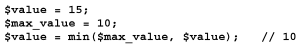 $value = 15;
$max_value = 10;
$value = min($max_value, $value);   // 10